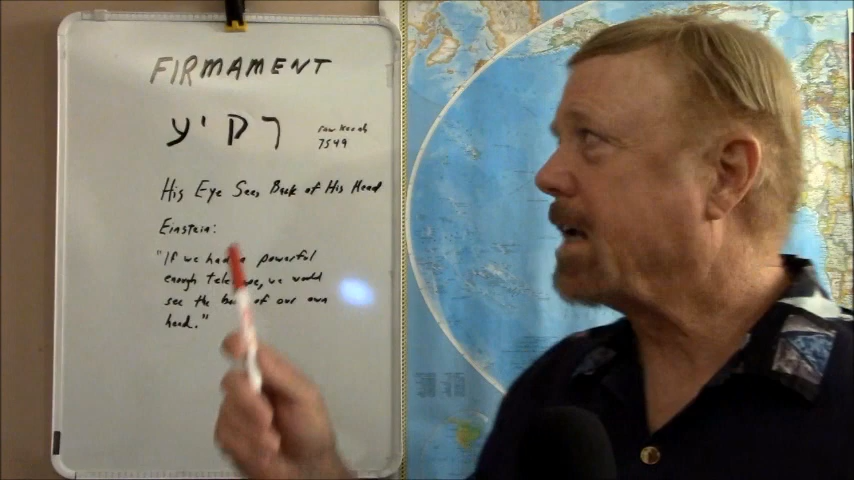 FIRMAMENT
רקיע
raw keeah
7549
His Eye Sees Back of His Head
Einstein:
"If we had a powerful
enough telescope, we would
see the back of our own
head."